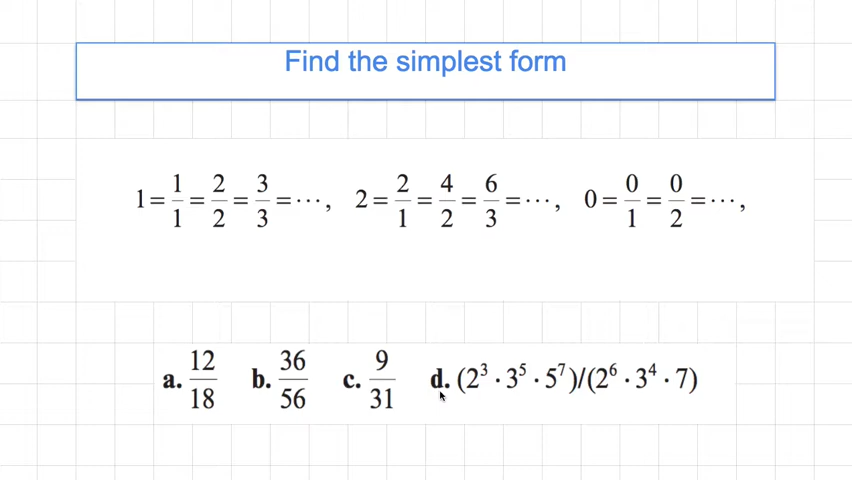 Find the simplest form
1 = 1/1 = 2/2 = 3/3 = ⋯, 2 = 2/1 = 4/2 = 6/3 = ⋯, 0 = 0/1 = 0/2 = ⋯,
a. 12/18 b. 36/56 c. 9/31 d. (2³ · 3⁵ · 5⁷)/(2⁶ · 3⁴ · 7)